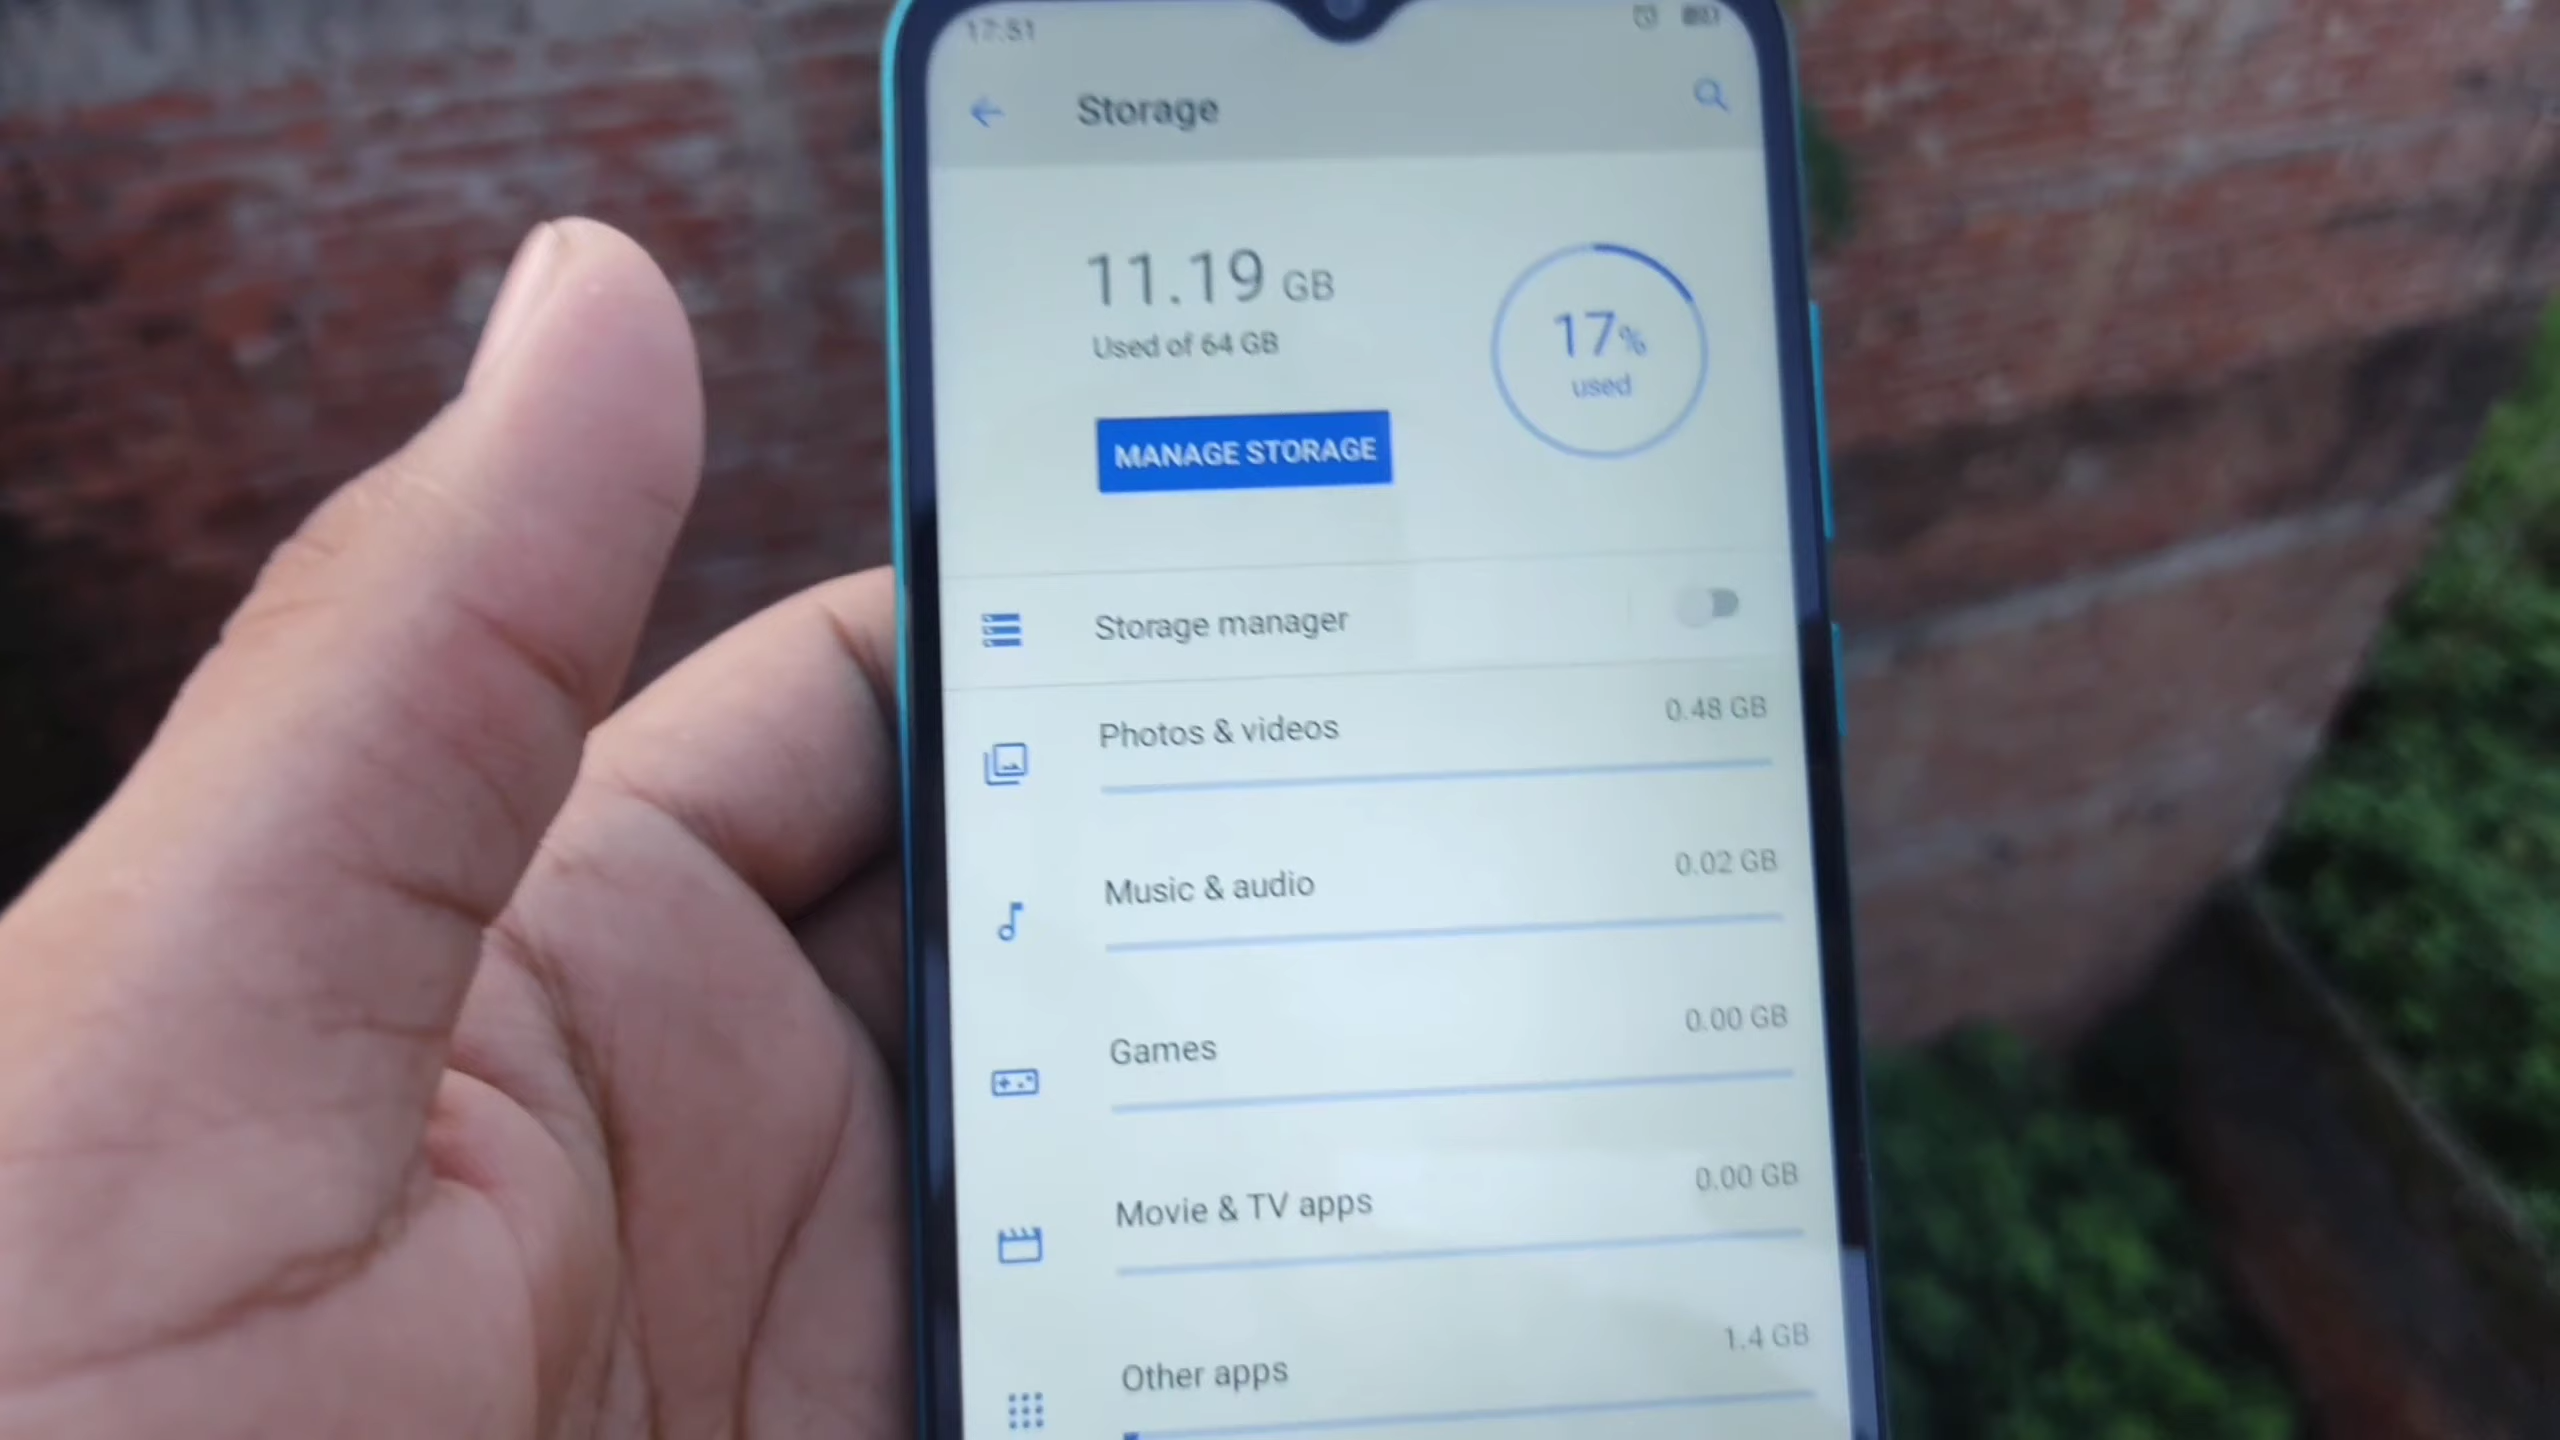 17:51
Storage
11.19 GB
Used of 64 GB
17%
used
MANAGE STORAGE
Storage manager
Photos & videos
0.48 GB
Music & audio
0.02 GB
Games
0.00 GB
Movie & TV apps
0.00 GB
Other apps
1.4 GB